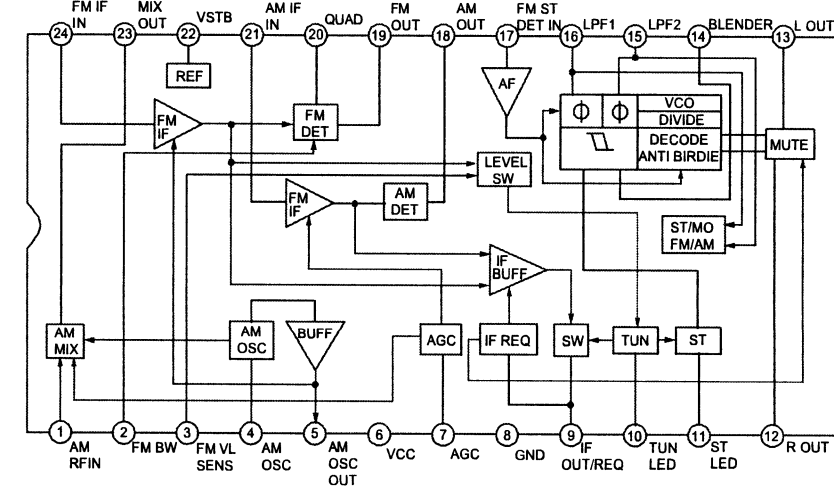 FM IF IN
MIX OUT
VSTB
AM IF IN
QUAD
FM OUT
AM OUT
FM ST DET IN
LPF1
LPF2
BLENDER
L OUT
24
23
22
21
20
19
18
17
16
15
14
13
REF
AF
FM IF
FM DET
VCO
DIVIDE
DECODE
ANTI BIRDIE
MUTE
LEVEL SW
FM IF
AM DET
ST/MO
FM/AM
IF BUFF
AM MIX
AM OSC
BUFF
AGC
IF REQ
SW
TUN
ST
1
2
3
4
5
6
7
8
9
10
11
12
AM RFIN
FM BW
FM VL SENS
AM OSC
AM OSC OUT
VCC
AGC
GND
IF OUT/REQ
TUN LED
ST LED
R OUT